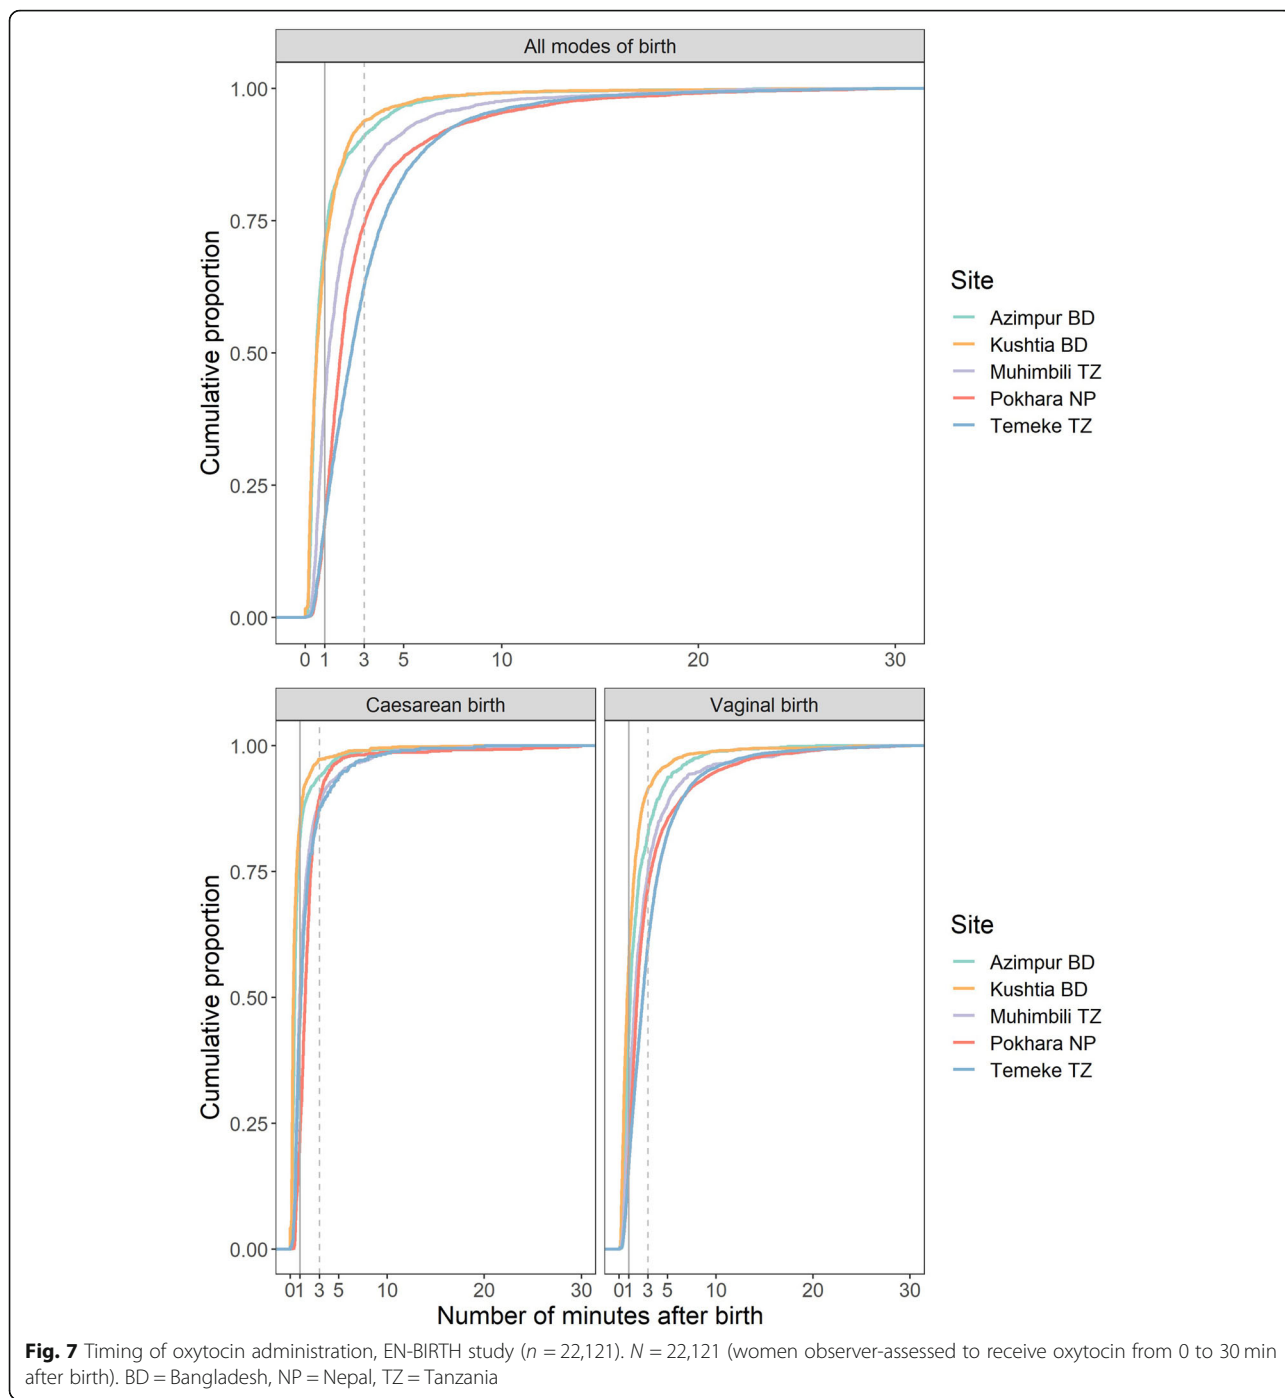 All modes of birth
1.00
0.75
0.50
0.25
0.00
Cumulative proportion
0 1 3 5 10 20 30
Site
Azimpur BD
Kushtia BD
Muhimbili TZ
Pokhara NP
Temeke TZ
Caesarean birth
Vaginal birth
1.00
0.75
0.50
0.25
0.00
Cumulative proportion
0 1 3 5 10 20 30
0 1 3 5 10 20 30
Number of minutes after birth
Site
Azimpur BD
Kushtia BD
Muhimbili TZ
Pokhara NP
Temeke TZ
Fig. 7 Timing of oxytocin administration, EN-BIRTH study (n = 22,121). N = 22,121 (women observer-assessed to receive oxytocin from 0 to 30 min
after birth). BD = Bangladesh, NP = Nepal, TZ = Tanzania